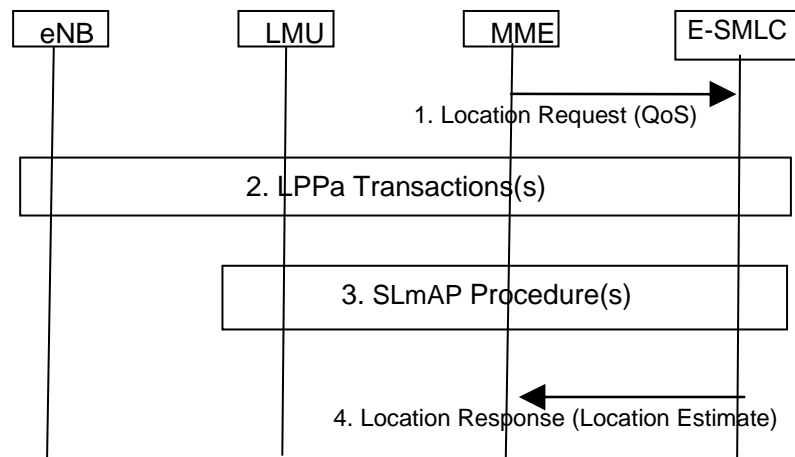 eNB
LMU
MME
E-SMLC
1. Location Request (QoS)
2. LPPa Transactions(s)
3. SLmAP Procedure(s)
4. Location Response (Location Estimate)